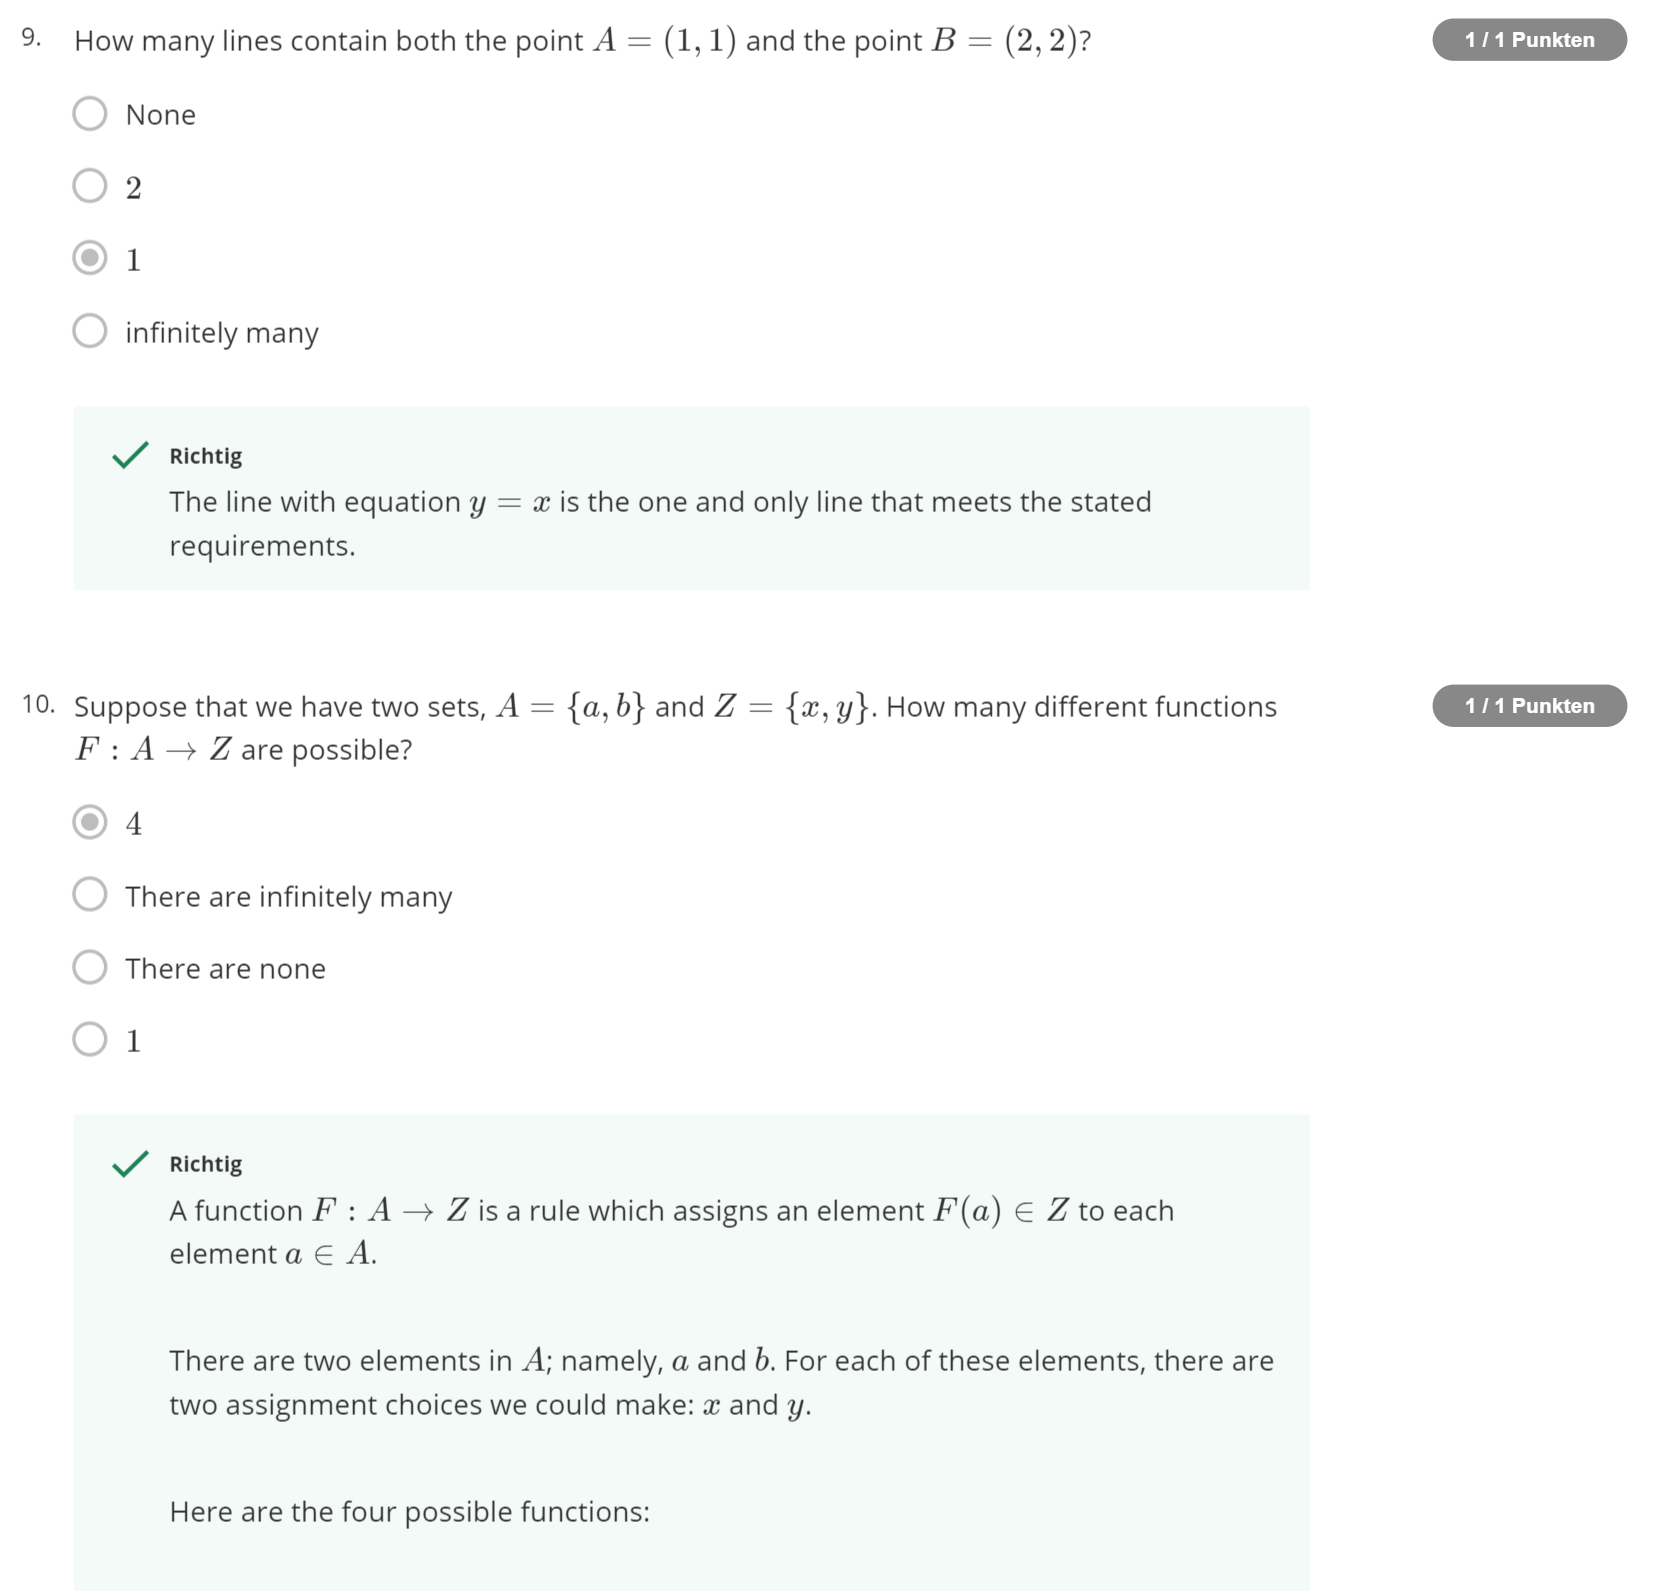 9. How many lines contain both the point A = (1, 1) and the point B = (2, 2)? 1 / 1 Punkten
None
2
1
infinitely many
Richtig
The line with equation y = x is the one and only line that meets the stated
requirements.
10. Suppose that we have two sets, A = {a, b} and Z = {x, y}. How many different functions 1 / 1 Punkten
F : A → Z are possible?
4
There are infinitely many
There are none
1
Richtig
A function F : A → Z is a rule which assigns an element F(a) ∈ Z to each
element a ∈ A.
There are two elements in A; namely, a and b. For each of these elements, there are
two assignment choices we could make: x and y.
Here are the four possible functions: